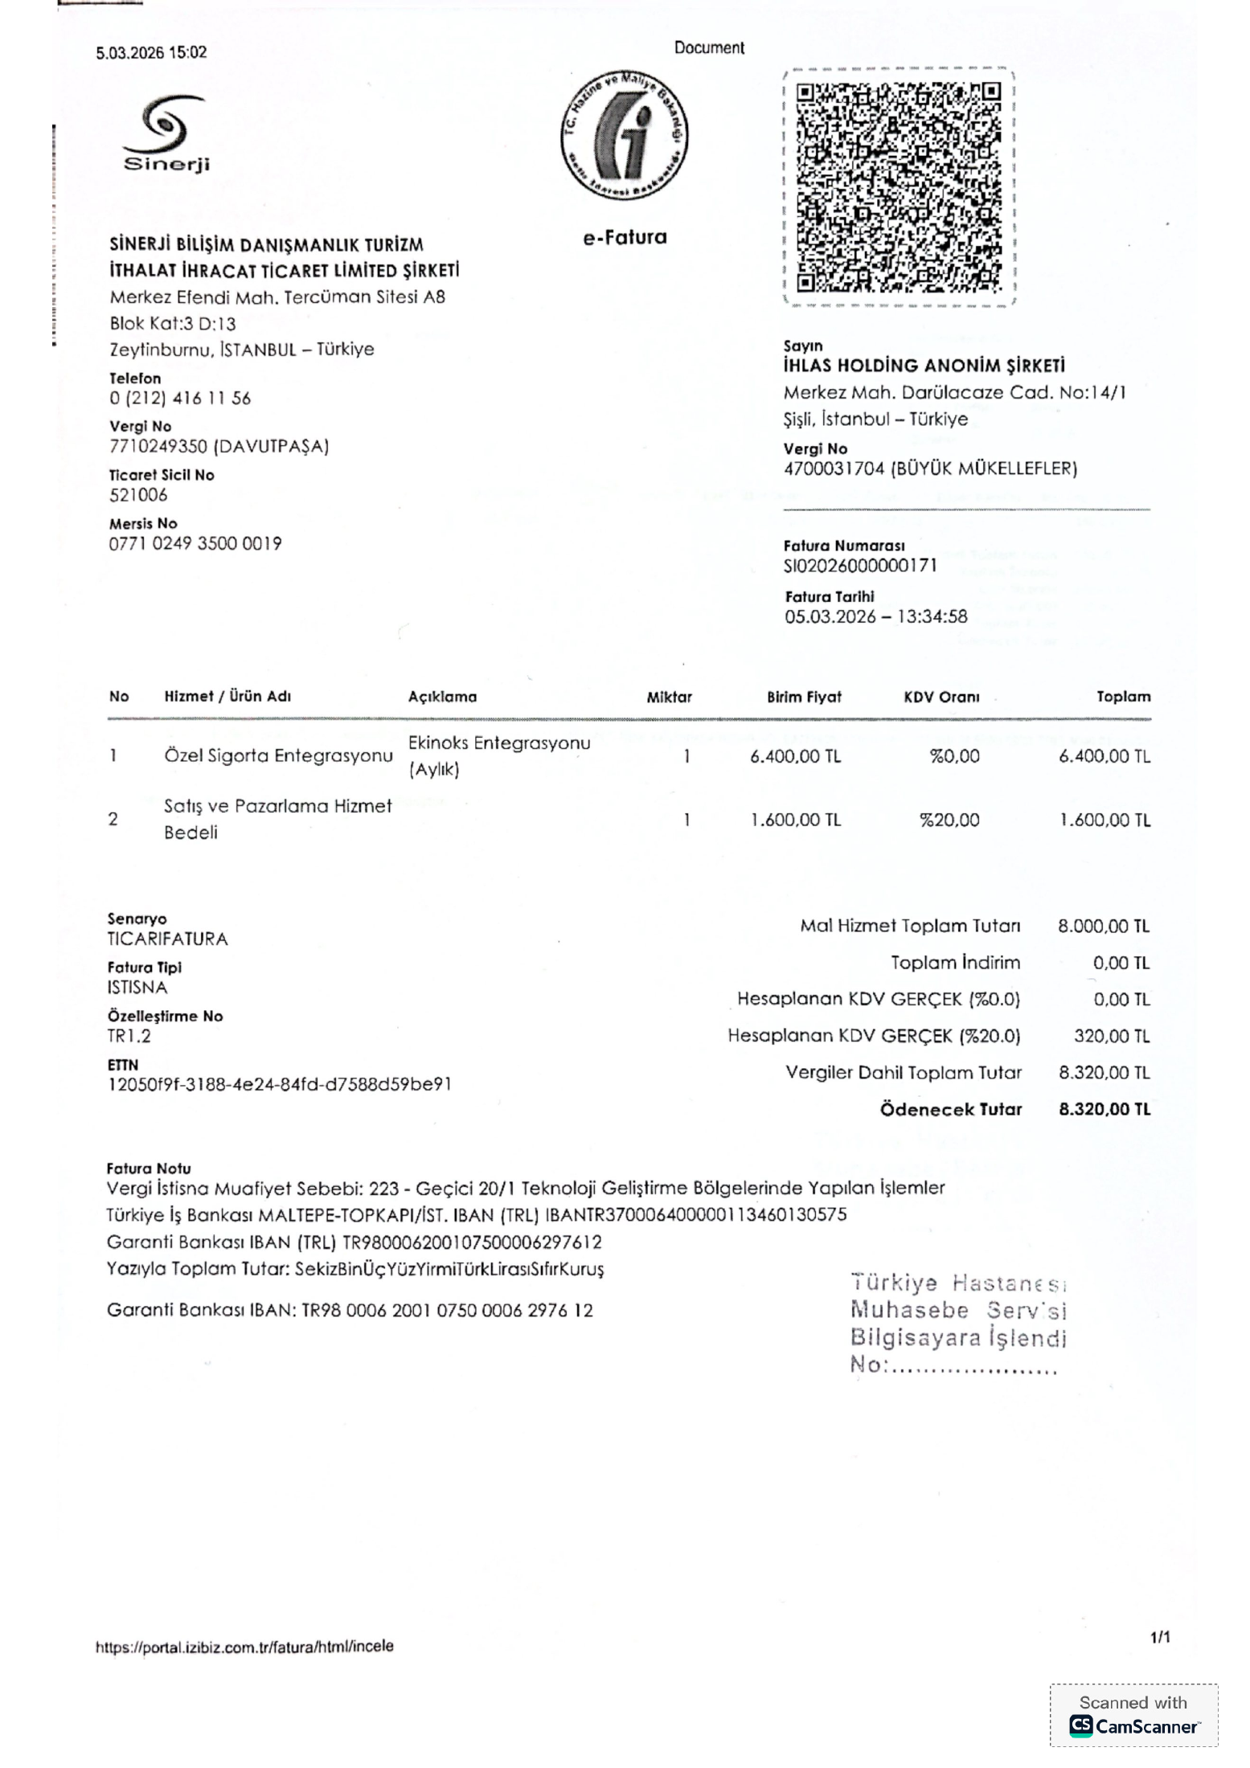 5.03.2026 15:02
Document
Sinerji
T.C. Hazine ve Maliye Bakanlığı
Gelir İdaresi Başkanlığı
e-Fatura
SİNERJİ BİLİŞİM DANIŞMANLIK TURİZM
İTHALAT İHRACAT TİCARET LİMİTED ŞİRKETİ
Merkez Efendi Mah. Tercüman Sitesi A8
Blok Kat:3 D:13
Zeytinburnu, İSTANBUL – Türkiye
Telefon
0 (212) 416 11 56
Vergi No
7710249350 (DAVUTPAŞA)
Ticaret Sicil No
521006
Mersis No
0771 0249 3500 0019
Sayın
İHLAS HOLDİNG ANONİM ŞİRKETİ
Merkez Mah. Darülacaze Cad. No:14/1
Şişli, İstanbul – Türkiye
Vergi No
4700031704 (BÜYÜK MÜKELLEFLER)
Fatura Numarası
SI02026000000171
Fatura Tarihi
05.03.2026 – 13:34:58
No Hizmet / Ürün Adı Açıklama Miktar Birim Fiyat KDV Oranı Toplam
1 Özel Sigorta Entegrasyonu Ekinoks Entegrasyonu (Aylık) 1 6.400,00 TL %0,00 6.400,00 TL
2 Satış ve Pazarlama Hizmet Bedeli 1 1.600,00 TL %20,00 1.600,00 TL
Senaryo
TICARIFATURA
Fatura Tipi
ISTISNA
Özelleştirme No
TR1.2
ETTN
12050f9f-3188-4e24-84fd-d7588d59be91
Mal Hizmet Toplam Tutarı 8.000,00 TL
Toplam İndirim 0,00 TL
Hesaplanan KDV GERÇEK (%0.0) 0,00 TL
Hesaplanan KDV GERÇEK (%20.0) 320,00 TL
Vergiler Dahil Toplam Tutar 8.320,00 TL
Ödenecek Tutar 8.320,00 TL
Fatura Notu
Vergi İstisna Muafiyet Sebebi: 223 - Geçici 20/1 Teknoloji Geliştirme Bölgelerinde Yapılan İşlemler
Türkiye İş Bankası MALTEPE-TOPKAPI/İST. IBAN (TRL) IBANTR370006400000113460130575
Garanti Bankası IBAN (TRL) TR980006200107500006297612
Yazıyla Toplam Tutar: SekizBinÜçYüzYirmiTürkLirasıSıfırKuruş
Garanti Bankası IBAN: TR98 0006 2001 0750 0006 2976 12
Türkiye Hastanesi
Muhasebe Servisi
Bilgisayara İşlendi
No:.....................
https://portal.izibiz.com.tr/fatura/html/incele
1/1
Scanned with
CS CamScanner